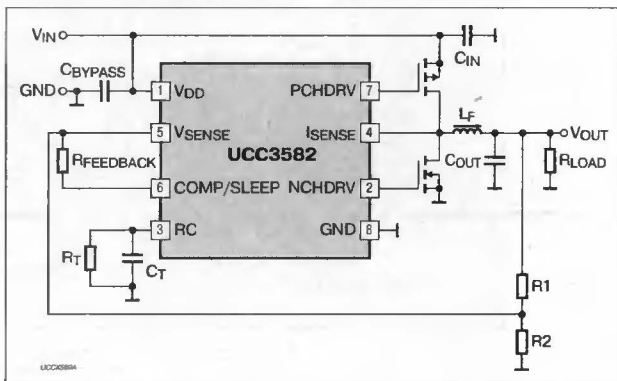 VIN
CIN
CBYPASS
GND
1 VDD PCHDRV 7
5 VSENSE ISENSE 4
LF
VOUT
UCC3582
RFEEDBACK
COUT
RLOAD
6 COMP/SLEEP NCHDRV 2
3 RC GND 8
RT
CT
R1
R2